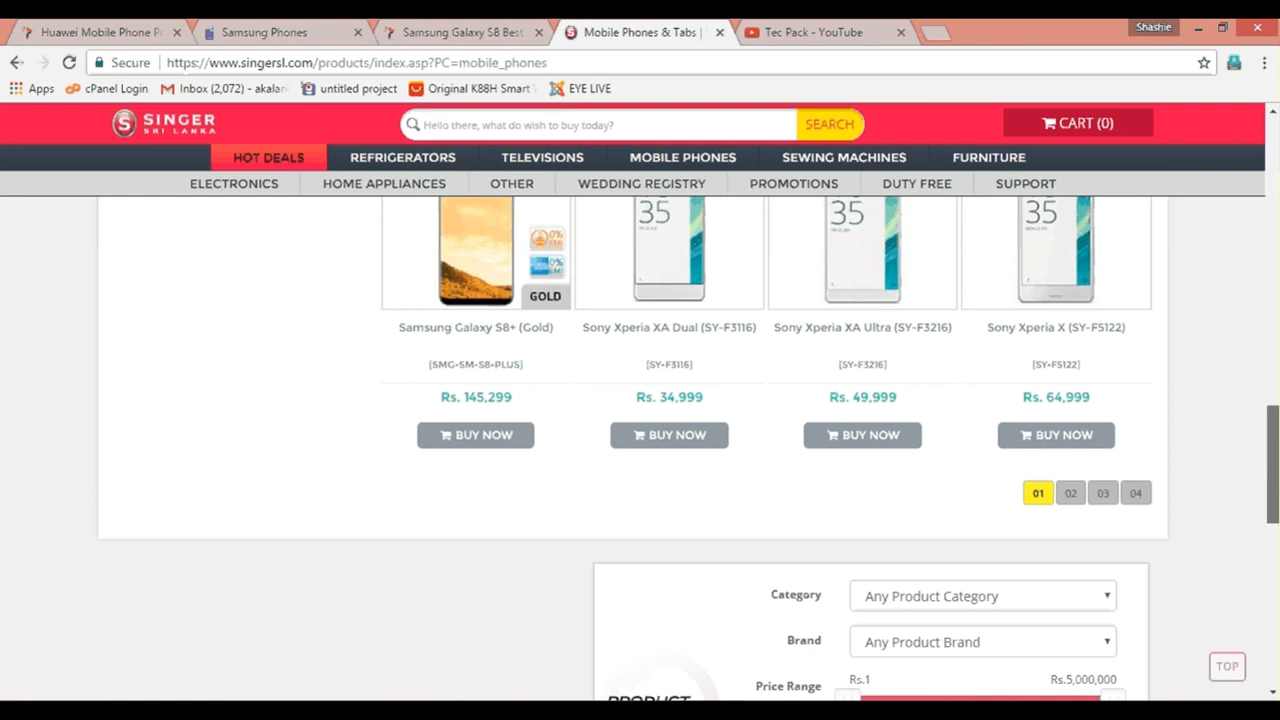 Huawei Mobile Phone Pr
Samsung Phones
Samsung Galaxy S8 Best
Mobile Phones & Tabs |
Tec Pack - YouTube
Shashie
Secure
https://www.singersl.com/products/index.asp?PC=mobile_phones
Apps
cPanel Login
Inbox (2,072) - akalan
untitled project
Original K88H Smart
EYE LIVE
SINGER
SRI LANKA
Hello there, what do wish to buy today?
SEARCH
CART (0)
HOT DEALS
REFRIGERATORS
TELEVISIONS
MOBILE PHONES
SEWING MACHINES
FURNITURE
ELECTRONICS
HOME APPLIANCES
OTHER
WEDDING REGISTRY
PROMOTIONS
DUTY FREE
SUPPORT
35
35
35
0%
0%
GOLD
Samsung Galaxy S8+ (Gold)
Sony Xperia XA Dual (SY-F3116)
Sony Xperia XA Ultra (SY-F3216)
Sony Xperia X (SY-F5122)
[SMG-SM-S8-PLUS]
[SY-F3116]
[SY-F3216]
[SY-F5122]
Rs. 145,299
Rs. 34,999
Rs. 49,999
Rs. 64,999
BUY NOW
BUY NOW
BUY NOW
BUY NOW
01
02
03
04
Category
Any Product Category
Brand
Any Product Brand
Price Range
Rs.1
Rs.5,000,000
PRODUCT
TOP